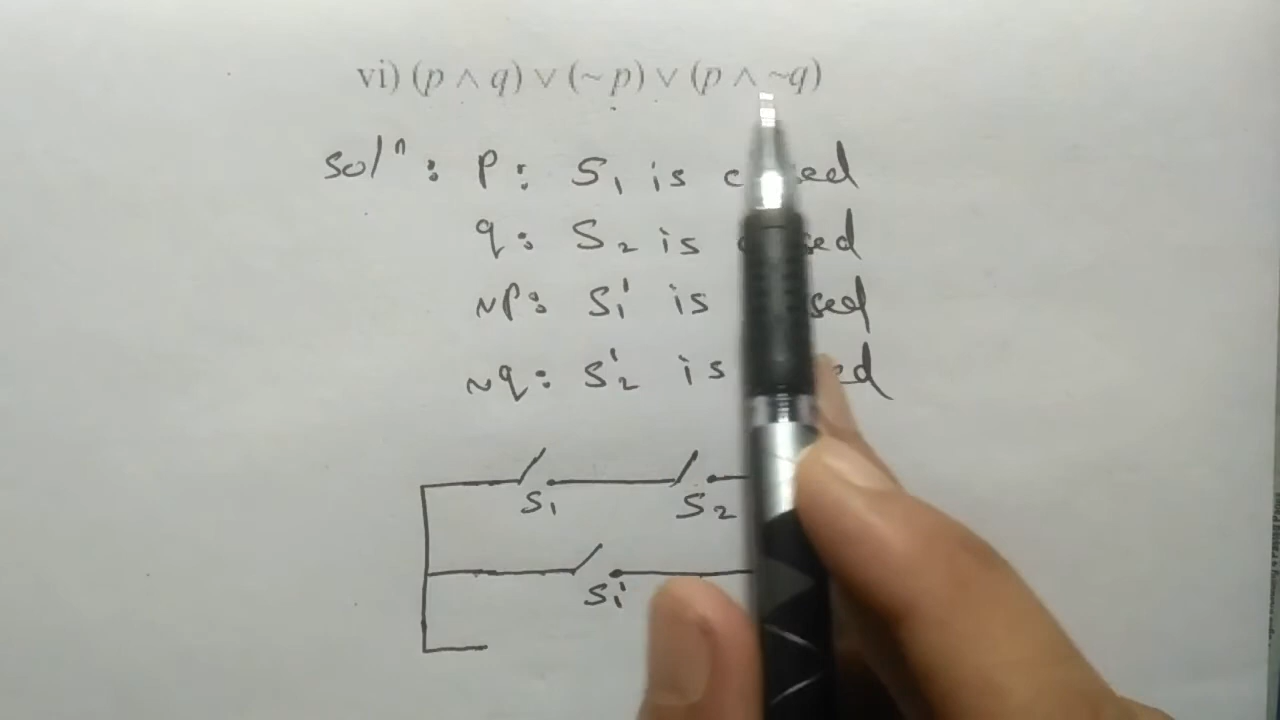 vi) (p ∧ q) ∨ (~ p) ∨ (p ∧ ~q)
solⁿ : p : S₁ is
q : S₂ is
~p : S₁' is
~q : S₂' is
S₁ S₂
S₁'